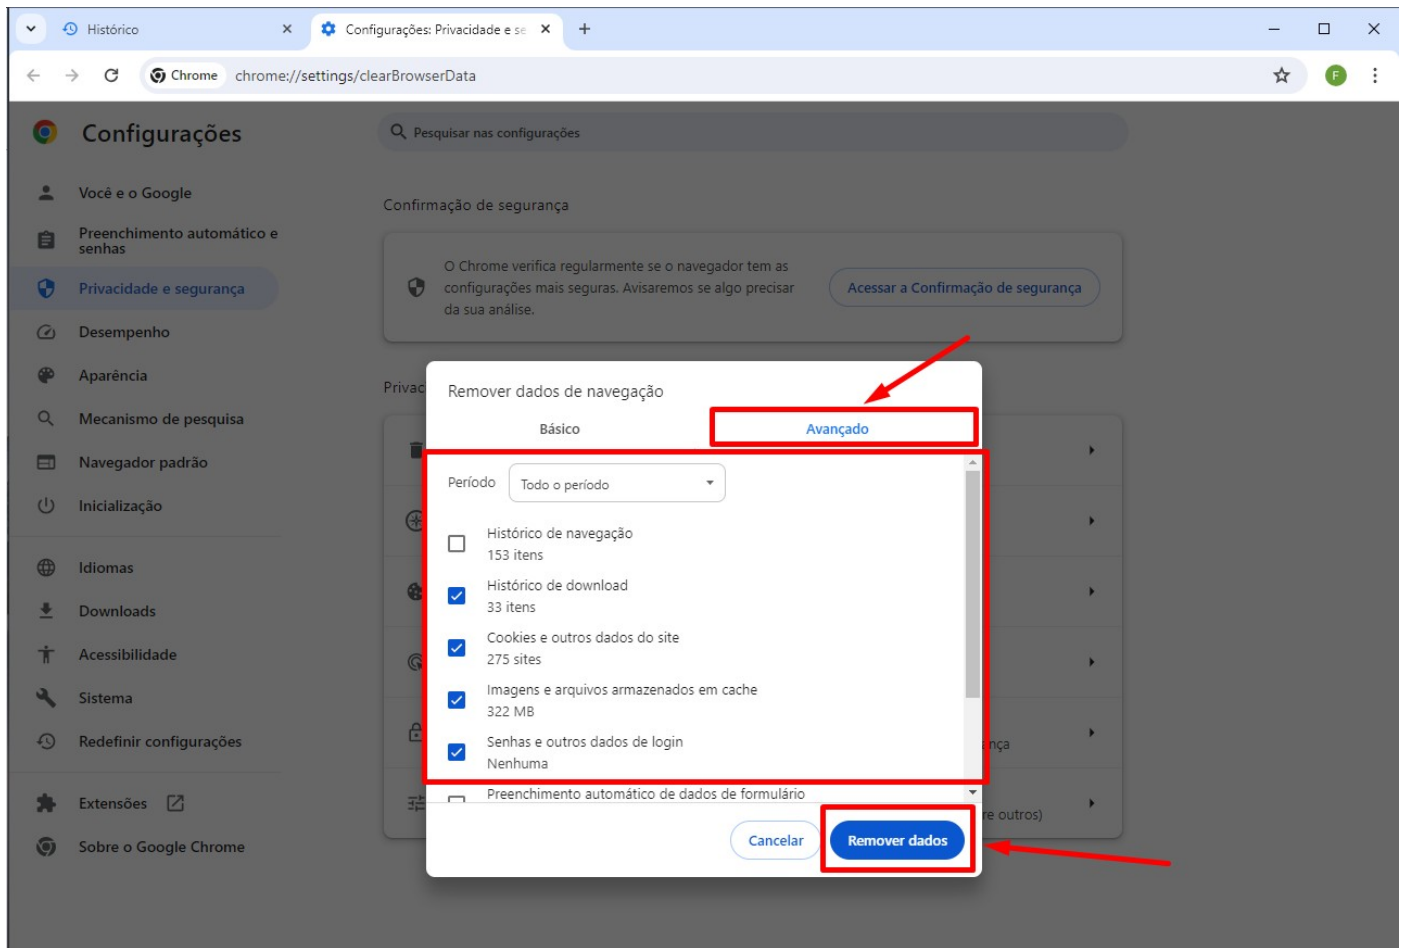 Histórico
Configurações: Privacidade e se
Chrome
chrome://settings/clearBrowserData
F
Configurações
Pesquisar nas configurações
Você e o Google
Preenchimento automático e
senhas
Privacidade e segurança
Desempenho
Aparência
Mecanismo de pesquisa
Navegador padrão
Inicialização
Idiomas
Downloads
Acessibilidade
Sistema
Redefinir configurações
Extensões
Sobre o Google Chrome
Confirmação de segurança
O Chrome verifica regularmente se o navegador tem as
configurações mais seguras. Avisaremos se algo precisar
da sua análise.
Acessar a Confirmação de segurança
Privac
Remover dados de navegação
Básico
Avançado
Período
Todo o período
Histórico de navegação
153 itens
Histórico de download
33 itens
Cookies e outros dados do site
275 sites
Imagens e arquivos armazenados em cache
322 MB
Senhas e outros dados de login
Nenhuma
Preenchimento automático de dados de formulário
nça
re outros)
Cancelar
Remover dados